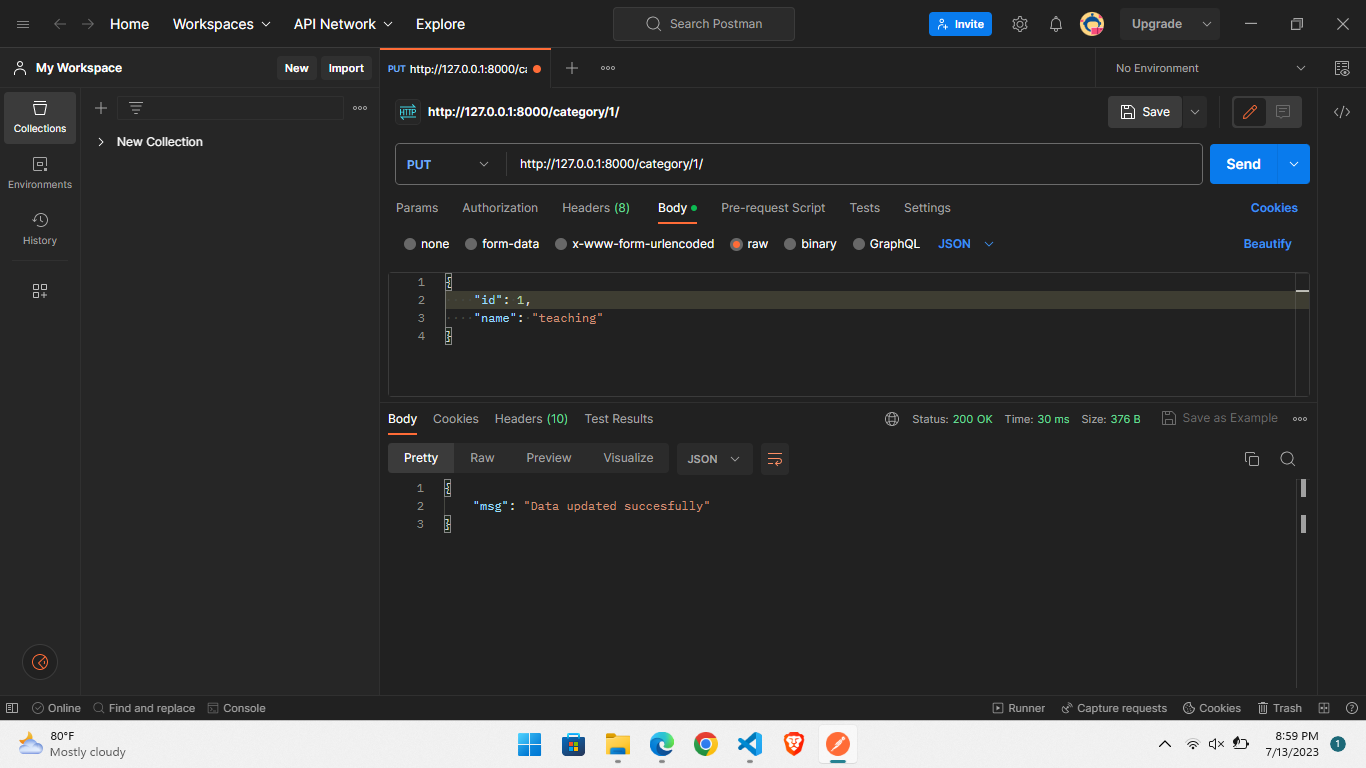 Home Workspaces API Network Explore Search Postman Invite Upgrade
My Workspace New Import PUT http://127.0.0.1:8000/ca No Environment
Collections
Environments
History
New Collection
HTTP http://127.0.0.1:8000/category/1/ Save
PUT http://127.0.0.1:8000/category/1/ Send
Params Authorization Headers (8) Body Pre-request Script Tests Settings Cookies
none form-data x-www-form-urlencoded raw binary GraphQL JSON Beautify
1 {
2 "id": 1,
3 "name": "teaching"
4 }
Body Cookies Headers (10) Test Results Status: 200 OK Time: 30 ms Size: 376 B Save as Example
Pretty Raw Preview Visualize JSON
1 {
2 "msg": "Data updated succesfully"
3 }
Online Find and replace Console Runner Capture requests Cookies Trash
80°F
Mostly cloudy
8:59 PM
7/13/2023
1